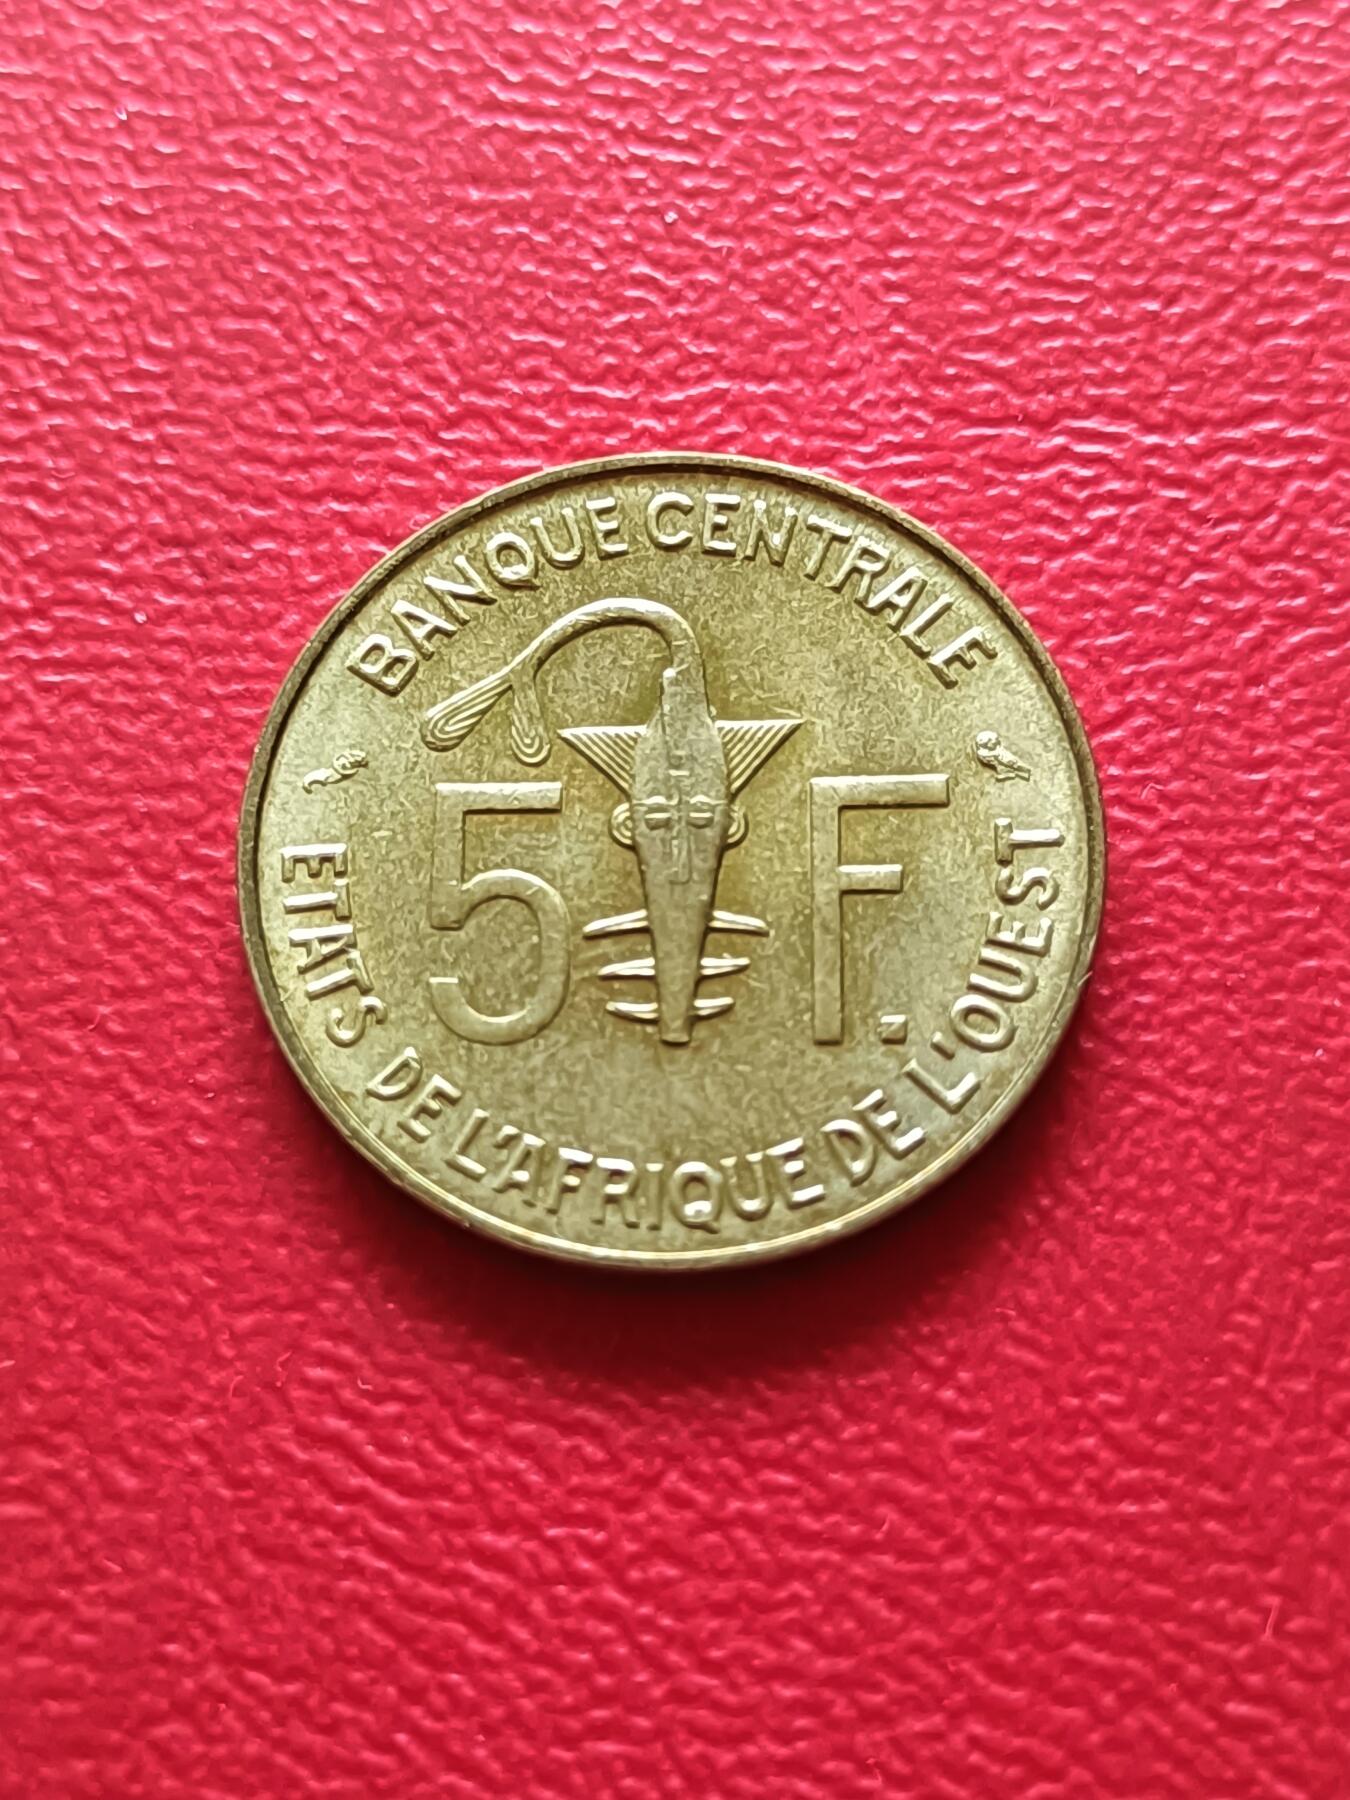 BANQUE CENTRALE
5 F.
ETATS DE L'AFRIQUE DE L'OUEST